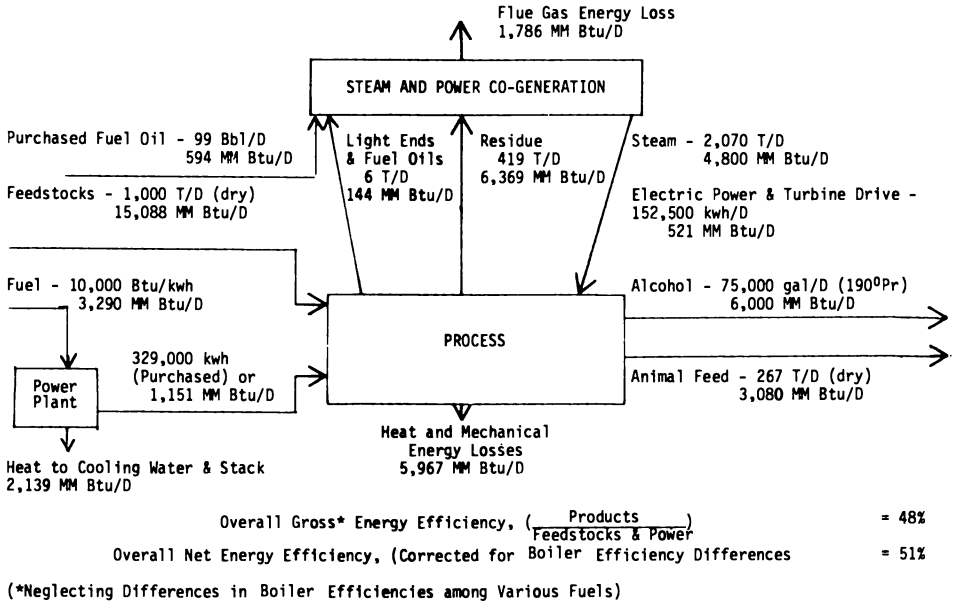 Flue Gas Energy Loss
1,786 MM Btu/D
STEAM AND POWER CO-GENERATION
Purchased Fuel Oil - 99 Bbl/D
594 MM Btu/D
Light Ends
& Fuel Oils
6 T/D
144 MM Btu/D
Residue
419 T/D
6,369 MM Btu/D
Steam - 2,070 T/D
4,800 MM Btu/D
Feedstocks - 1,000 T/D (dry)
15,088 MM Btu/D
Electric Power & Turbine Drive -
152,500 kwh/D
521 MM Btu/D
Fuel - 10,000 Btu/kwh
3,290 MM Btu/D
Alcohol - 75,000 gal/D (190⁰Pr)
6,000 MM Btu/D
PROCESS
329,000 kwh
(Purchased) or
1,151 MM Btu/D
Power
Plant
Animal Feed - 267 T/D (dry)
3,080 MM Btu/D
Heat and Mechanical
Energy Losses
5,967 MM Btu/D
Heat to Cooling Water & Stack
2,139 MM Btu/D
Overall Gross* Energy Efficiency, (Products / Feedstocks & Power) = 48%
Overall Net Energy Efficiency, (Corrected for Boiler Efficiency Differences = 51%
(*Neglecting Differences in Boiler Efficiencies among Various Fuels)